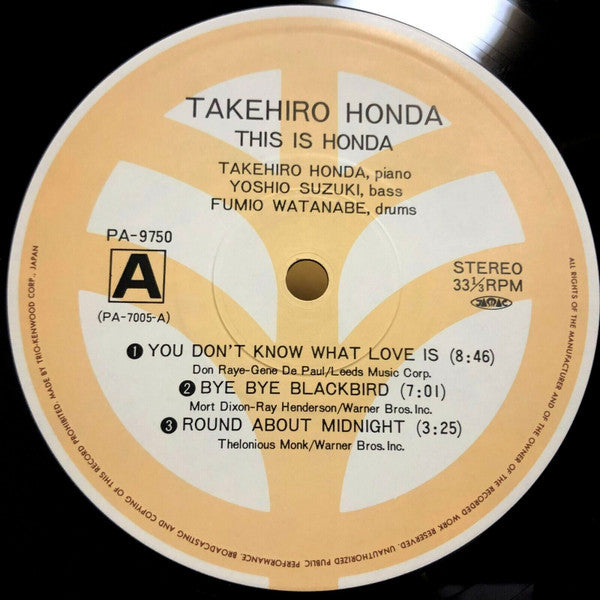 TAKEHIRO HONDA
THIS IS HONDA
TAKEHIRO HONDA, piano
YOSHIO SUZUKI, bass
FUMIO WATANABE, drums
PA-9750
A
(PA-7005-A)
STEREO
33⅓RPM
JASRAC
❶ YOU DON'T KNOW WHAT LOVE IS (8:46)
Don Raye-Gene De Paul/Leeds Music Corp.
❷ BYE BYE BLACKBIRD (7:01)
Mort Dixon-Ray Henderson/Warner Bros. Inc.
❸ ROUND ABOUT MIDNIGHT (3:25)
Thelonious Monk/Warner Bros. Inc.
ALL RIGHTS OF THE MANUFACTURER AND OF THE OWNER OF THE RECORDED WORK RESERVED. UNAUTHORIZED PUBLIC PERFORMANCE, BROADCASTING AND COPYING OF THIS RECORD PROHIBITED. MADE BY TRIO-KENWOOD CORP., JAPAN